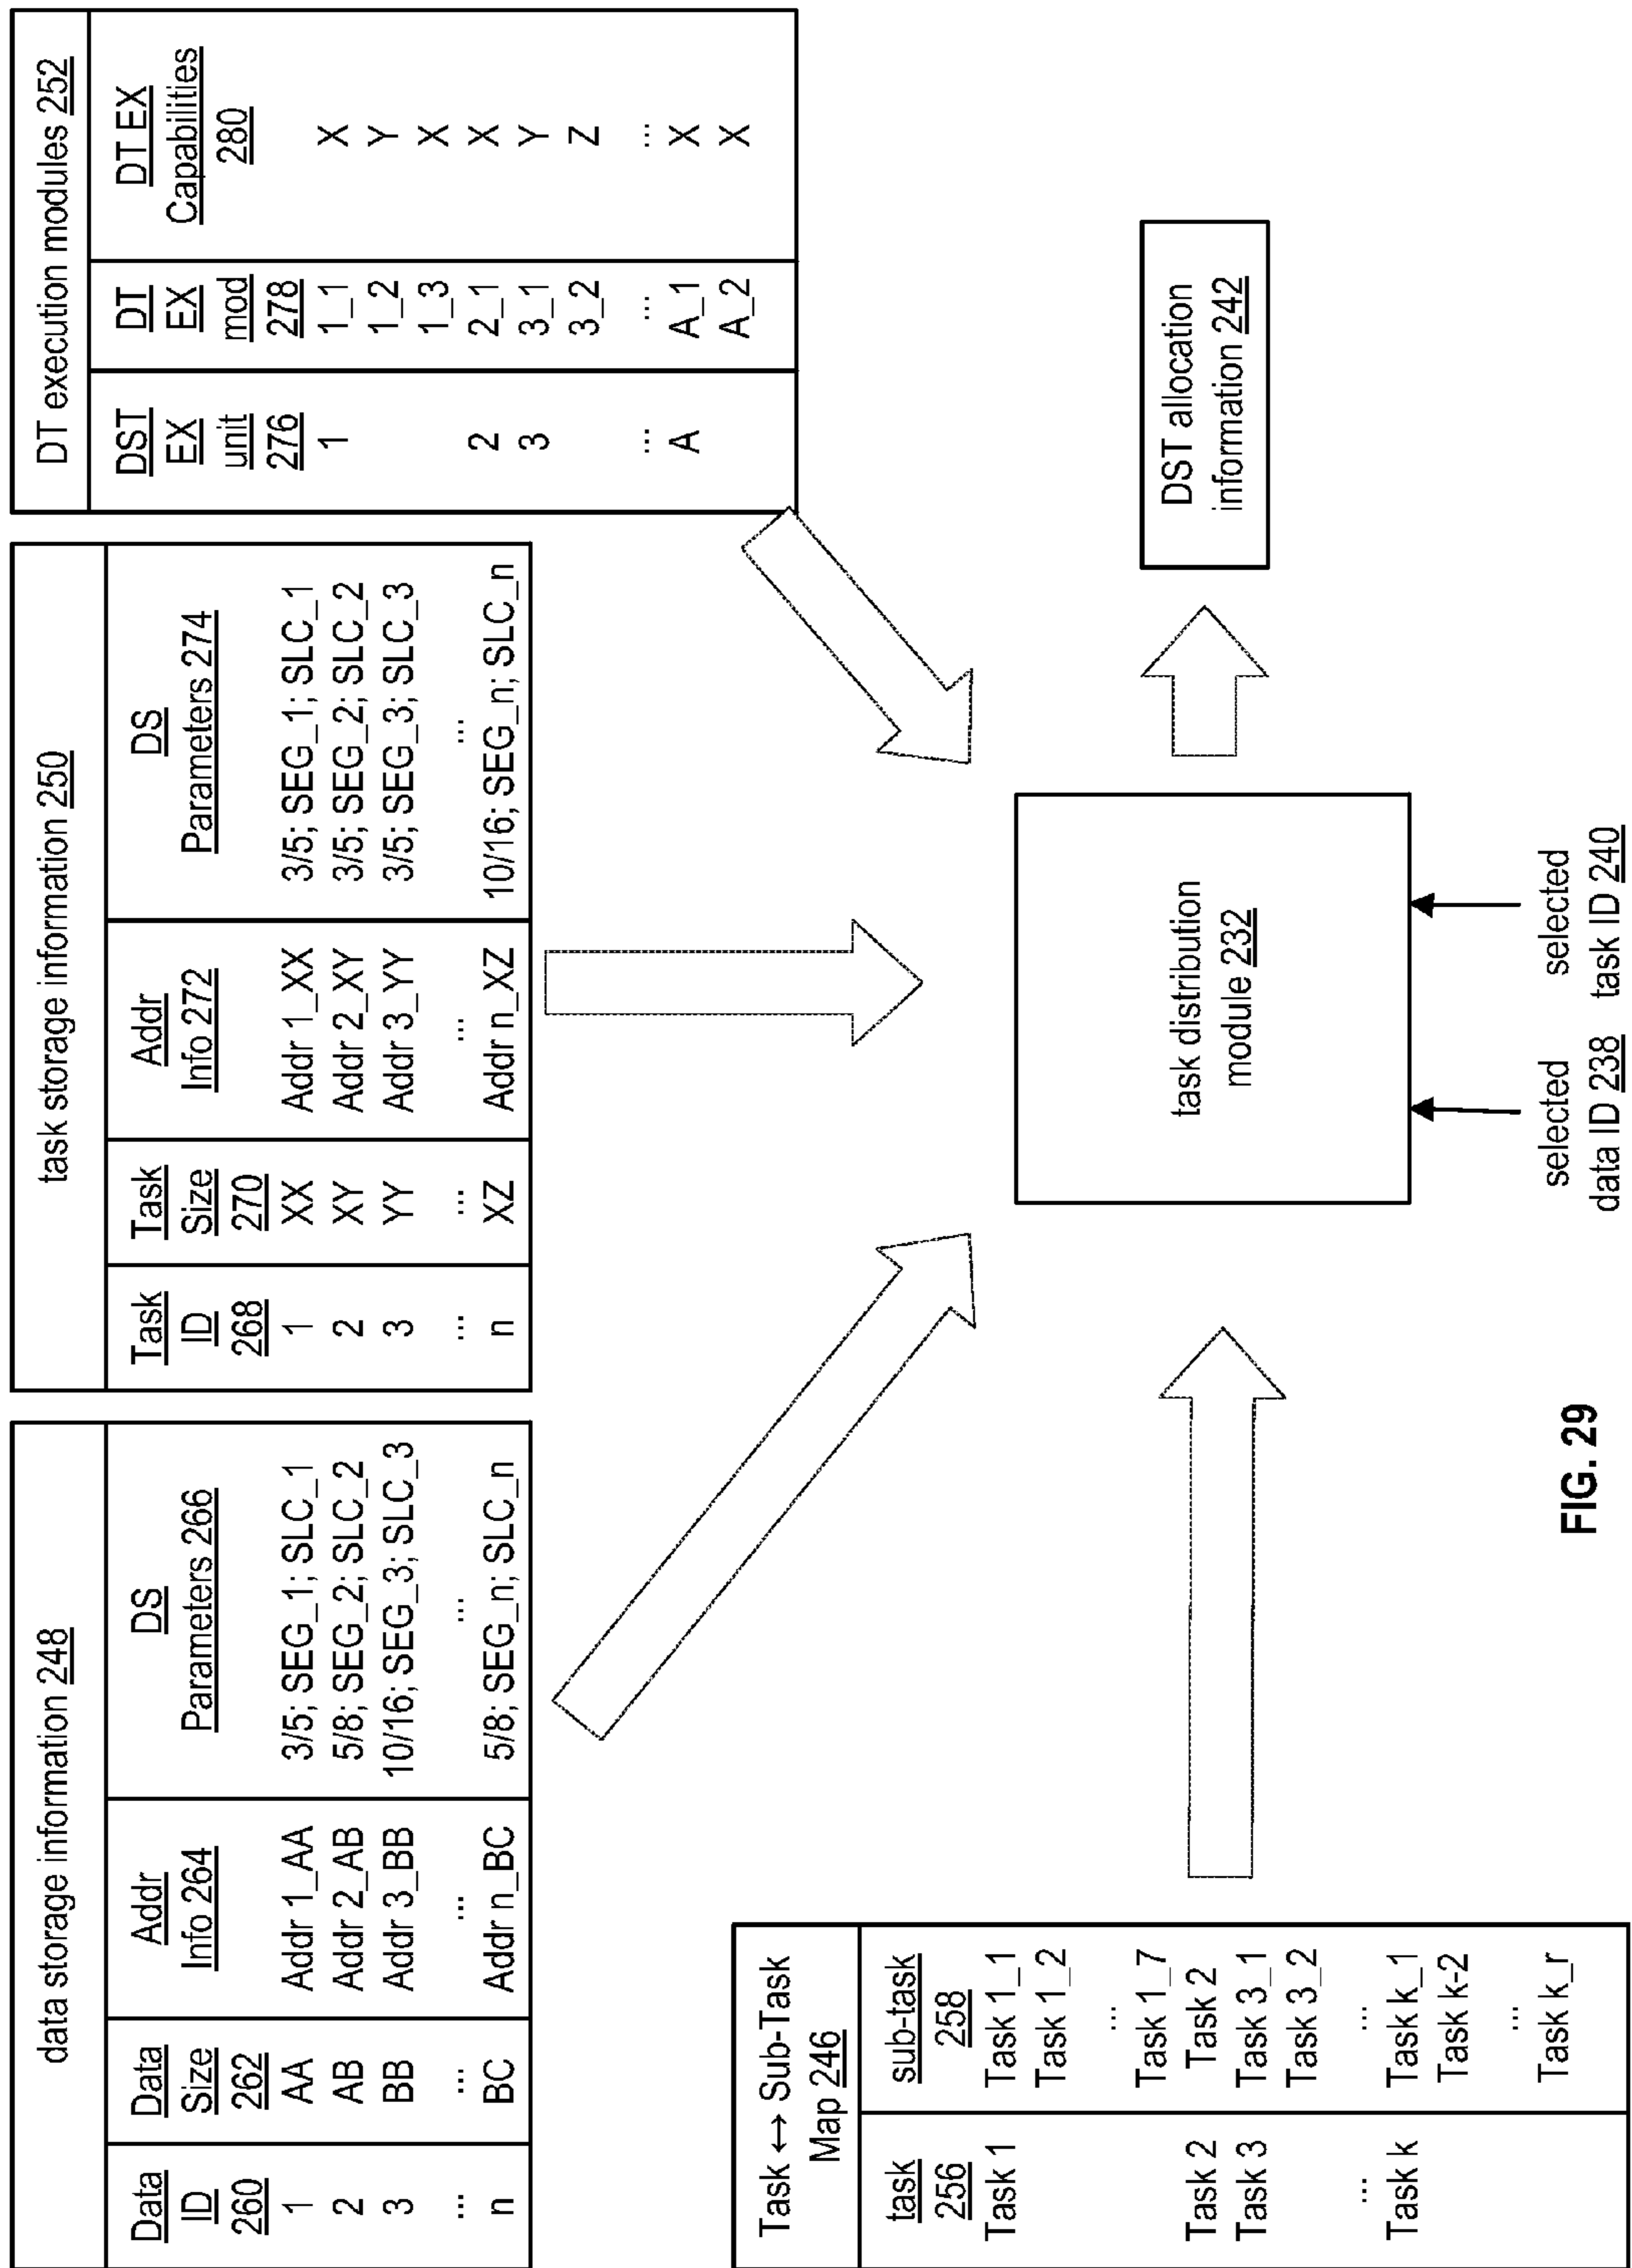 data storage information 248
Data ID 260 Data Size 262 Addr Info 264 DS Parameters 266
1 AA Addr 1_AA 3/5; SEG_1; SLC_1
2 AB Addr 2_AB 5/8; SEG_2; SLC_2
3 BB Addr 3_BB 10/16; SEG_3; SLC_3
... ... ... ...
n BC Addr n_BC 5/8; SEG_n; SLC_n
task storage information 250
Task ID 268 Task Size 270 Addr Info 272 DS Parameters 274
1 XX Addr 1_XX 3/5; SEG_1; SLC_1
2 XY Addr 2_XY 3/5; SEG_2; SLC_2
3 YY Addr 3_YY 3/5; SEG_3; SLC_3
... ... ... ...
n XZ Addr n_XZ 10/16; SEG_n; SLC_n
DT execution modules 252
DST EX unit 276 DT EX mod 278 DT EX Capabilities 280
1 1_1 X
1_2 Y
1_3 X
2 2_1 X
3 3_1 Y
3_2 Z
... ... ...
A A_1 X
A_2 X
Task ↔ Sub-Task
Map 246
task sub-task
256 258
Task 1 Task 1_1
Task 1_2
...
Task 1_7
Task 2 Task 2
Task 3 Task 3_1
Task 3_2
... ...
Task k Task k_1
Task k-2
...
Task k_r
task distribution
module 232
DST allocation
information 242
selected
data ID 238
selected
task ID 240
FIG. 29